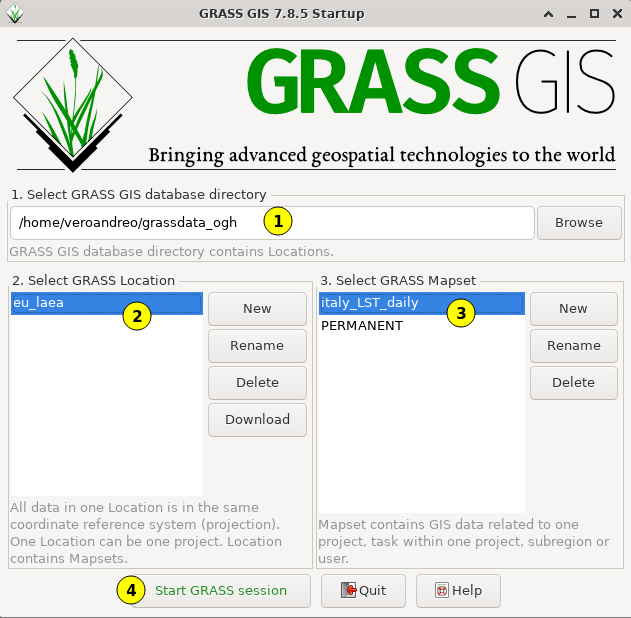 GRASS GIS 7.8.5 Startup
GRASS GIS
Bringing advanced geospatial technologies to the world
1. Select GRASS GIS database directory
/home/veroandreo/grassdata_ogh
1
Browse
GRASS GIS database directory contains Locations.
2. Select GRASS Location
eu_laea
2
New
Rename
Delete
Download
All data in one Location is in the same
coordinate reference system (projection).
One Location can be one project. Location
contains Mapsets.
3. Select GRASS Mapset
italy_LST_daily
3
PERMANENT
New
Rename
Delete
Mapset contains GIS data related to one
project, task within one project, subregion or
user.
4
Start GRASS session
Quit
Help